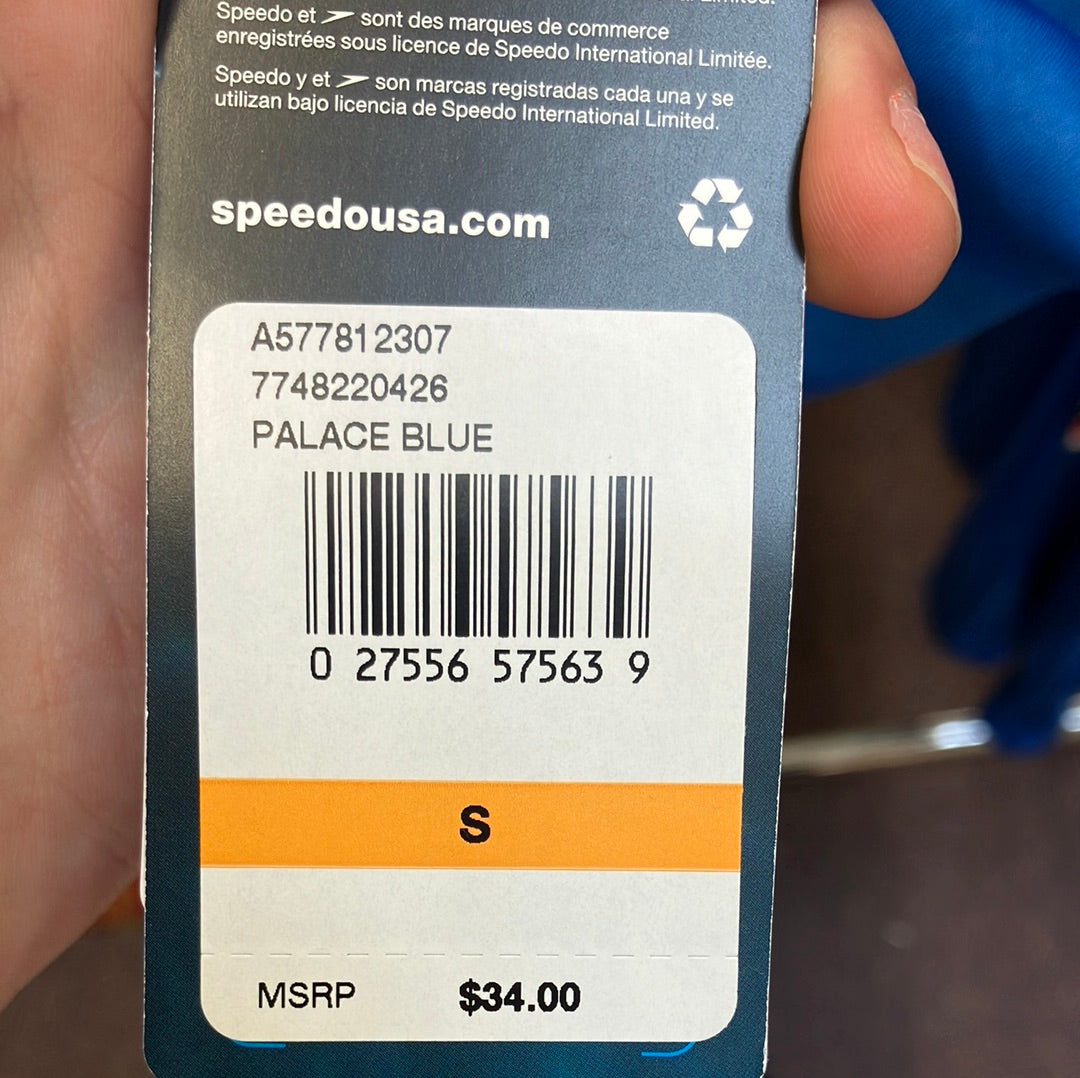 Speedo et sont des marques de commerce
enregistrées sous licence de Speedo International Limitée.
Speedo y et son marcas registradas cada una y se
utilizan bajo licencia de Speedo International Limited.
speedousa.com
A577812307
7748220426
PALACE BLUE
0 27556 57563 9
S
MSRP $34.00